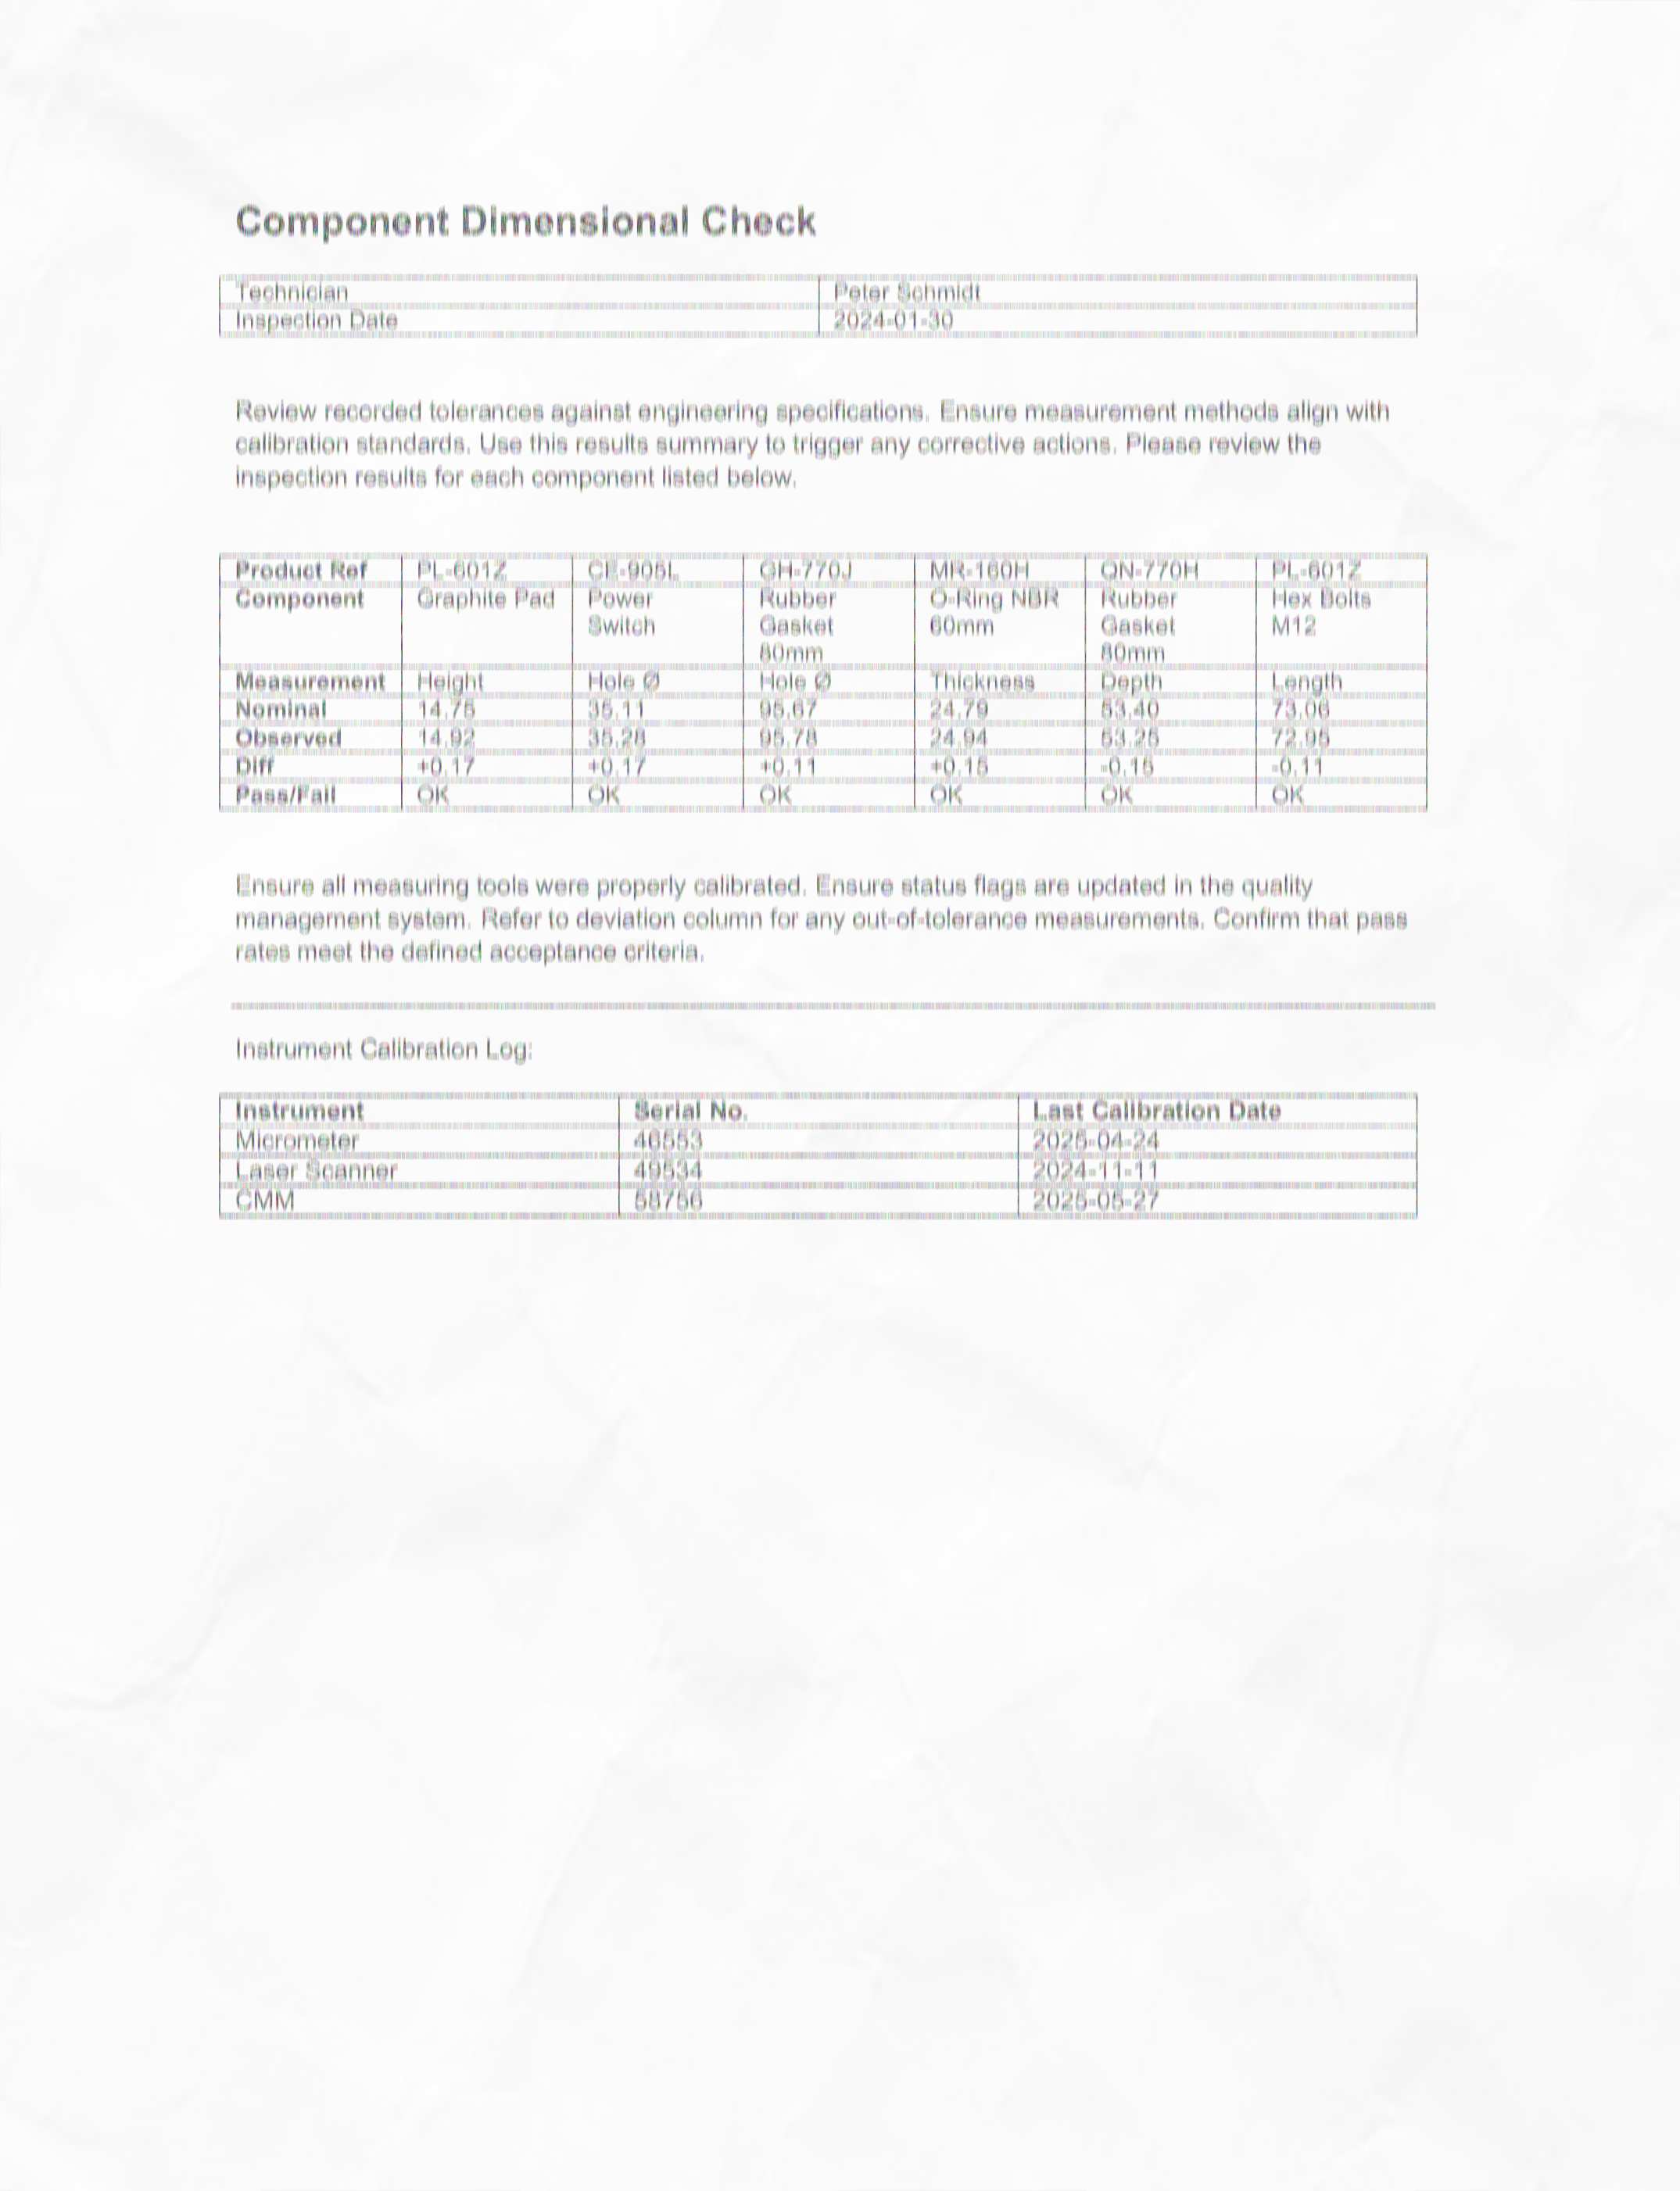 Component Dimensional Check
Technician Peter Schmidt
Inspection Date 2024-01-30
Review recorded tolerances against engineering specifications. Ensure measurement methods align with
calibration standards. Use this results summary to trigger any corrective actions. Please review the
inspection results for each component listed below.
Product Ref PL-601Z CE-905L GH-770J MR-160H QN-770H PL-601Z
Component Graphite Pad Power Rubber O-Ring NBR Rubber Hex Bolts
Switch Gasket 60mm Gasket M12
80mm 80mm
Measurement Height Hole Ø Hole Ø Thickness Depth Length
Nominal 14.75 35.11 95.67 24.79 53.40 73.06
Observed 14.92 35.28 95.78 24.94 53.25 72.95
Diff +0.17 +0.17 +0.11 +0.15 -0.15 -0.11
Pass/Fail OK OK OK OK OK OK
Ensure all measuring tools were properly calibrated. Ensure status flags are updated in the quality
management system. Refer to deviation column for any out-of-tolerance measurements. Confirm that pass
rates meet the defined acceptance criteria.
Instrument Calibration Log:
Instrument Serial No. Last Calibration Date
Micrometer 46553 2025-04-24
Laser Scanner 49534 2024-11-11
CMM 2025-05-27